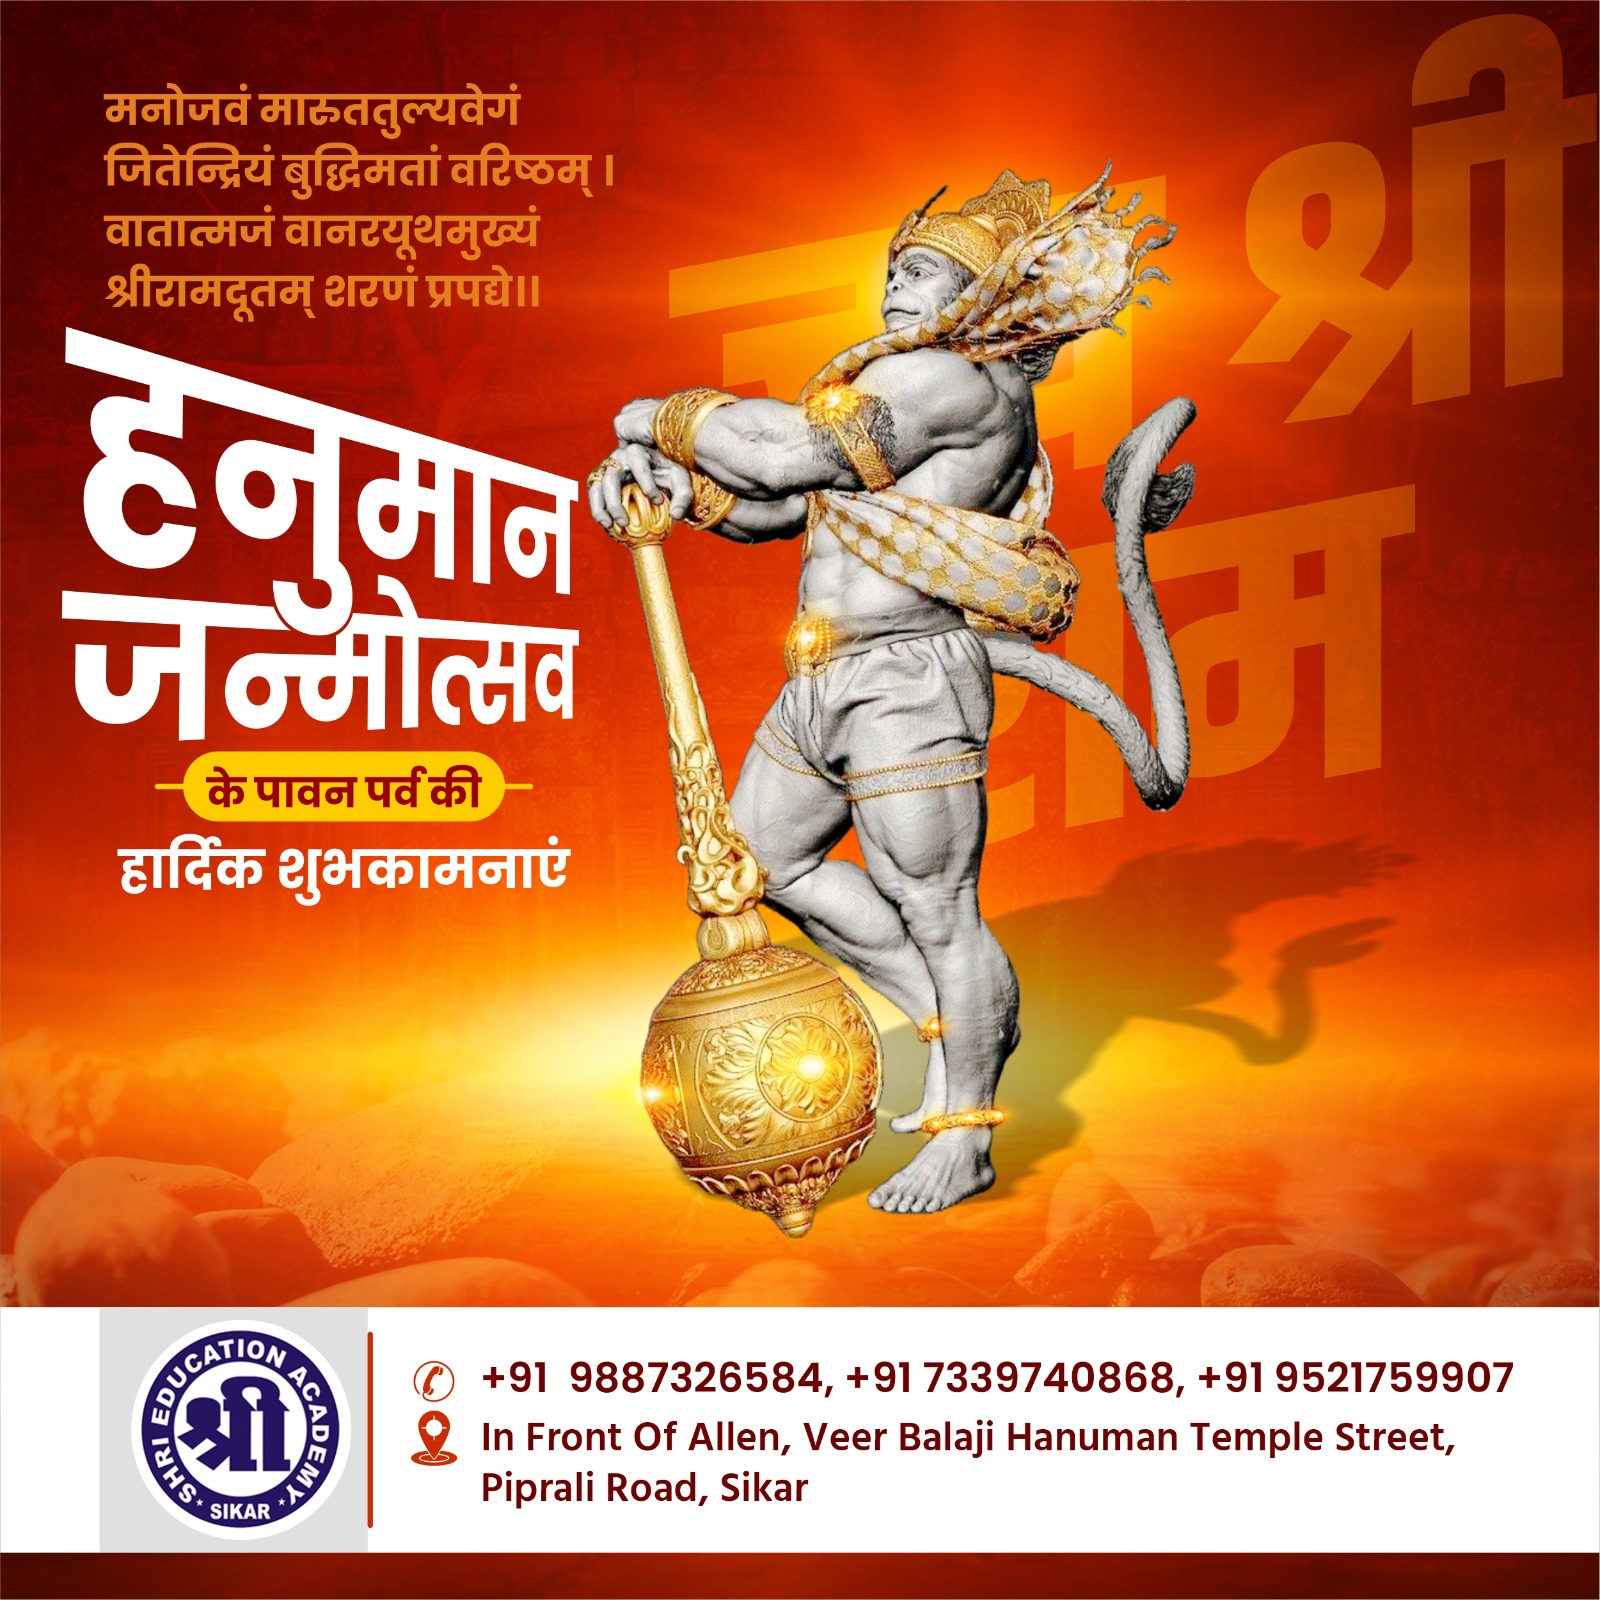 मनोजवं मारुततुल्यवेगं
जितेन्द्रियं बुद्धिमतां वरिष्ठम् ।
वातात्मजं वानरयूथमुख्यं
श्रीरामदूतम् शरणं प्रपद्ये।।
हनुमान
जन्मोत्सव
के पावन पर्व की
हार्दिक शुभकामनाएं
जय श्री
राम
SHRI EDUCATION ACADEMY
श्री
SIKAR
+91 9887326584, +91 7339740868, +91 9521759907
In Front Of Allen, Veer Balaji Hanuman Temple Street,
Piprali Road, Sikar